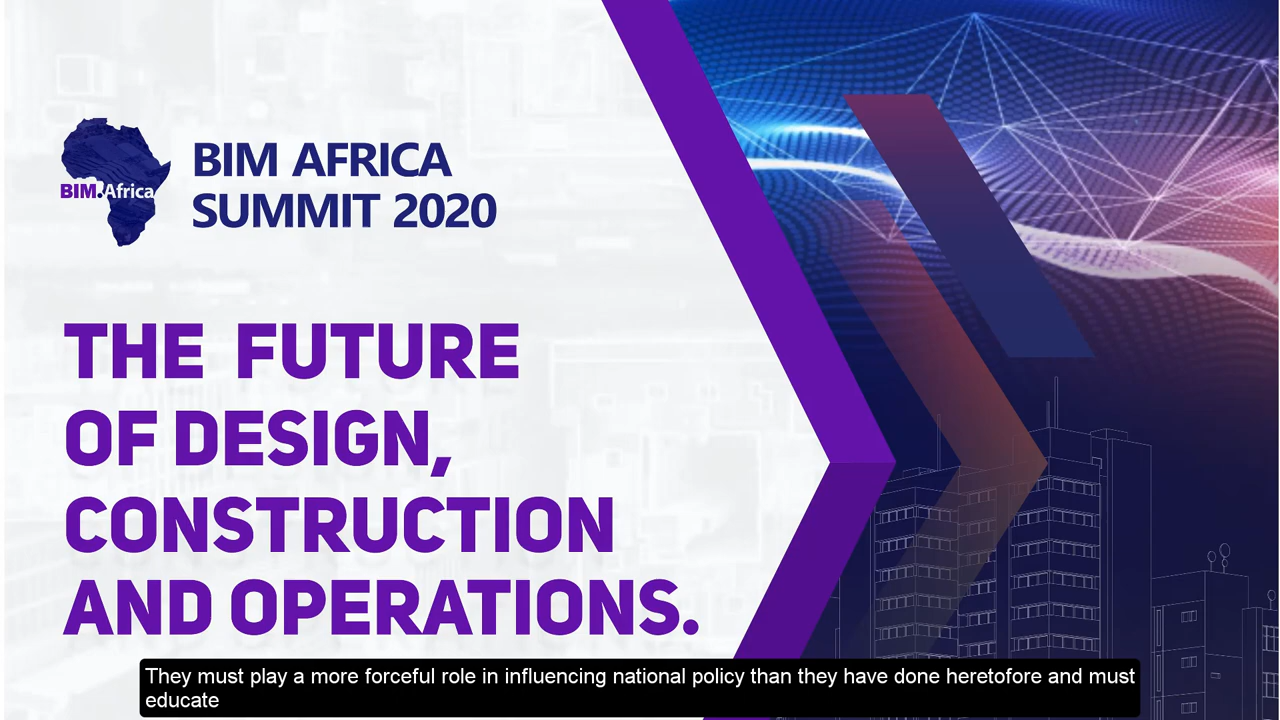 BIM.Africa
BIM AFRICA
SUMMIT 2020
THE FUTURE
OF DESIGN,
CONSTRUCTION
AND OPERATIONS.
They must play a more forceful role in influencing national policy than they have done heretofore and must
educate